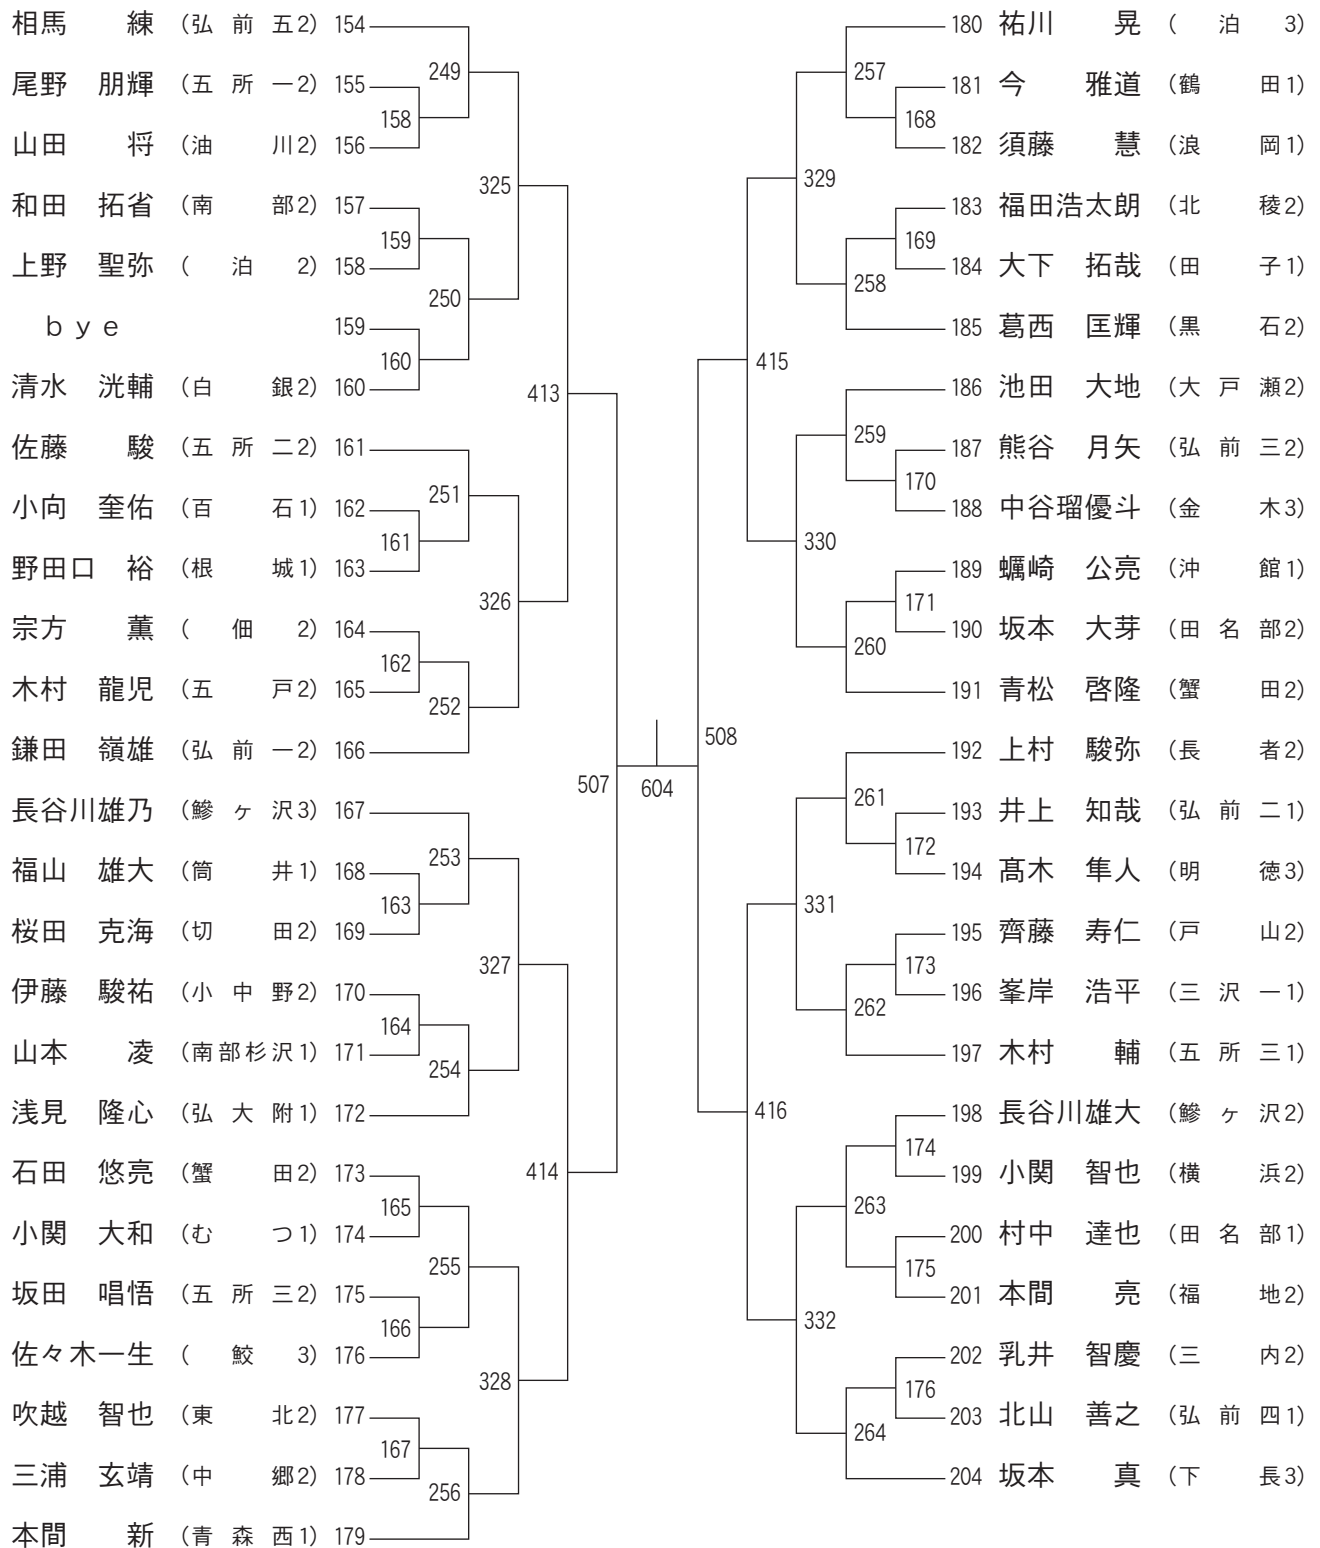 相馬　　練（弘前五2）154
尾野　朋輝（五所一2）155
山田　　将（油川2）156
和田　拓省（南部2）157
上野　聖弥（泊2）158
ｂｙｅ 159
清水　洸輔（白銀2）160
佐藤　　駿（五所二2）161
小向　奎佑（百石1）162
野田口　裕（根城1）163
宗方　　薫（佃2）164
木村　龍児（五戸2）165
鎌田　嶺雄（弘前一2）166
長谷川雄乃（鰺ヶ沢3）167
福山　雄大（筒井1）168
桜田　克海（切田2）169
伊藤　駿祐（小中野2）170
山本　　凌（南部杉沢1）171
浅見　隆心（弘大附1）172
石田　悠亮（蟹田2）173
小関　大和（むつ1）174
坂田　唱悟（五所三2）175
佐々木一生（鮫3）176
吹越　智也（東北2）177
三浦　玄靖（中郷2）178
本間　　新（青森西1）179
158
159
160
161
162
163
164
165
166
167
249
250
251
252
253
254
255
256
325
326
327
328
413
414
507
604
508
415
416
329
330
331
332
257
258
259
260
261
262
263
264
168
169
170
171
172
173
174
175
176
180 祐川　　晃（泊3）
181 今　　雅道（鶴田1）
182 須藤　　慧（浪岡1）
183 福田浩太朗（北稜2）
184 大下　拓哉（田子1）
185 葛西　匡輝（黒石2）
186 池田　大地（大戸瀬2）
187 熊谷　月矢（弘前三2）
188 中谷瑠優斗（金木3）
189 蠣崎　公亮（沖館1）
190 坂本　大芽（田名部2）
191 青松　啓隆（蟹田2）
192 上村　駿弥（長者2）
193 井上　知哉（弘前二1）
194 髙木　隼人（明徳3）
195 齊藤　寿仁（戸山2）
196 峯岸　浩平（三沢一1）
197 木村　　輔（五所三1）
198 長谷川雄大（鰺ヶ沢2）
199 小関　智也（横浜2）
200 村中　達也（田名部1）
201 本間　　亮（福地2）
202 乳井　智慶（三内2）
203 北山　善之（弘前四1）
204 坂本　　真（下長3）